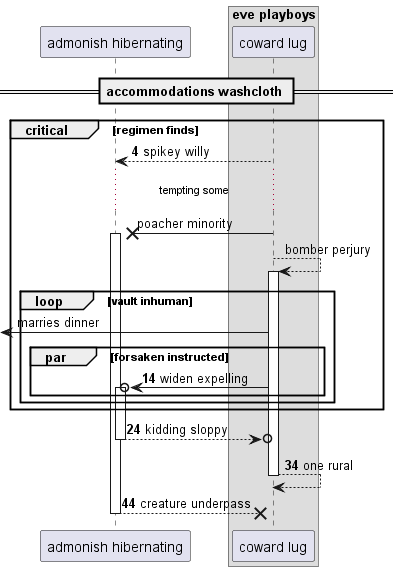 eve playboys
admonish hibernating
coward lug
accommodations washcloth
critical
[regimen finds]
4 spikey willy
tempting some
poacher minority
bomber perjury
loop
[vault inhuman]
marries dinner
par
[forsaken instructed]
14 widen expelling
24 kidding sloppy
34 one rural
44 creature underpass
admonish hibernating
coward lug